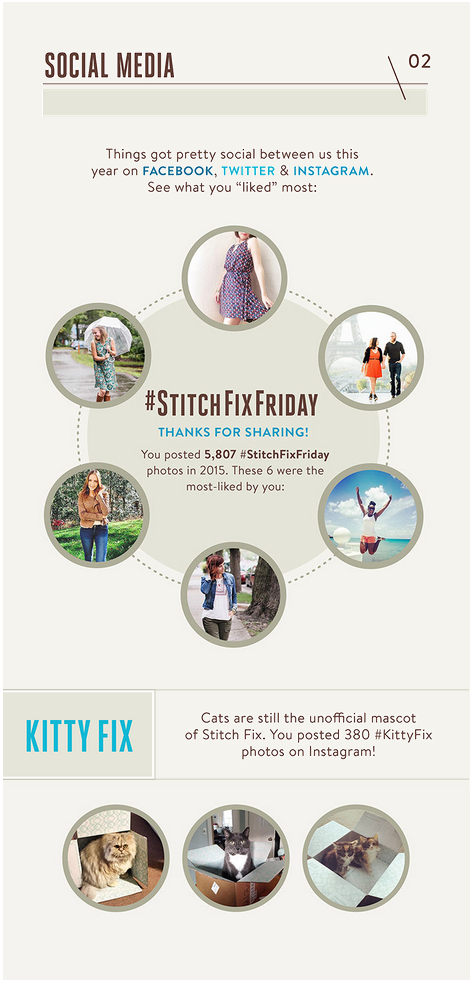 SOCIAL MEDIA
02
Things got pretty social between us this
year on FACEBOOK, TWITTER & INSTAGRAM.
See what you “liked” most:
#STITCHFIXFRIDAY
THANKS FOR SHARING!
You posted 5,807 #StitchFixFriday
photos in 2015. These 6 were the
most-liked by you:
KITTY FIX
Cats are still the unofficial mascot
of Stitch Fix. You posted 380 #KittyFix
photos on Instagram!